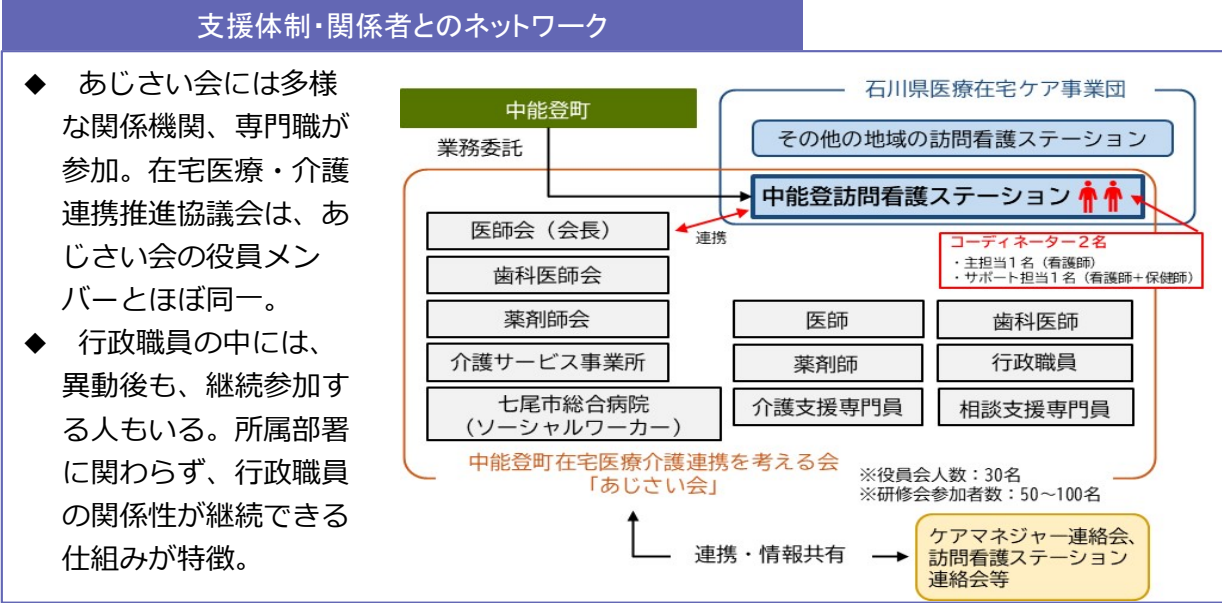 支援体制・関係者とのネットワーク
◆ あじさい会には多様
な関係機関、専門職が
参加。在宅医療・介護
連携推進協議会は、あ
じさい会の役員メン
バーとほぼ同一。
◆ 行政職員の中には、
異動後も、継続参加す
る人もいる。所属部署
に関わらず、行政職員
の関係性が継続できる
仕組みが特徴。
中能登町
業務委託
石川県医療在宅ケア事業団
その他の地域の訪問看護ステーション
中能登訪問看護ステーション
連携
コーディネーター2名
・主担当1名（看護師）
・サポート担当1名（看護師+保健師）
医師会（会長）
歯科医師会
薬剤師会
介護サービス事業所
七尾市総合病院
（ソーシャルワーカー）
医師
歯科医師
薬剤師
行政職員
介護支援専門員
相談支援専門員
中能登町在宅医療介護連携を考える会
「あじさい会」
※役員会人数：30名
※研修会参加者数：50～100名
連携・情報共有
ケアマネジャー連絡会、
訪問看護ステーション
連絡会等